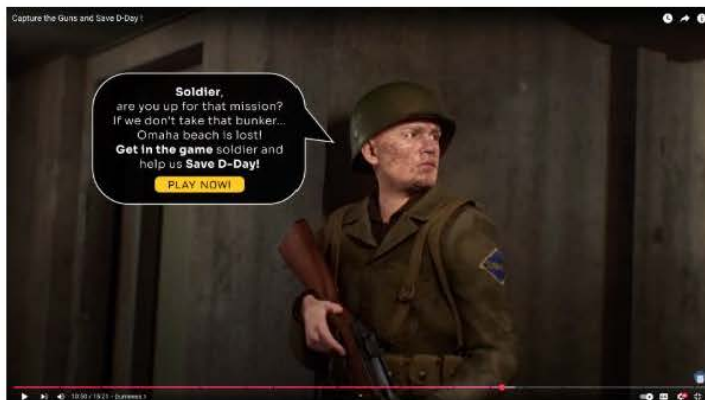 Capture the Guns and Save D-Day !
Soldier,
are you up for that mission?
If we don't take that bunker...
Omaha beach is lost!
Get in the game soldier and
help us Save D-Day!
PLAY NOW!